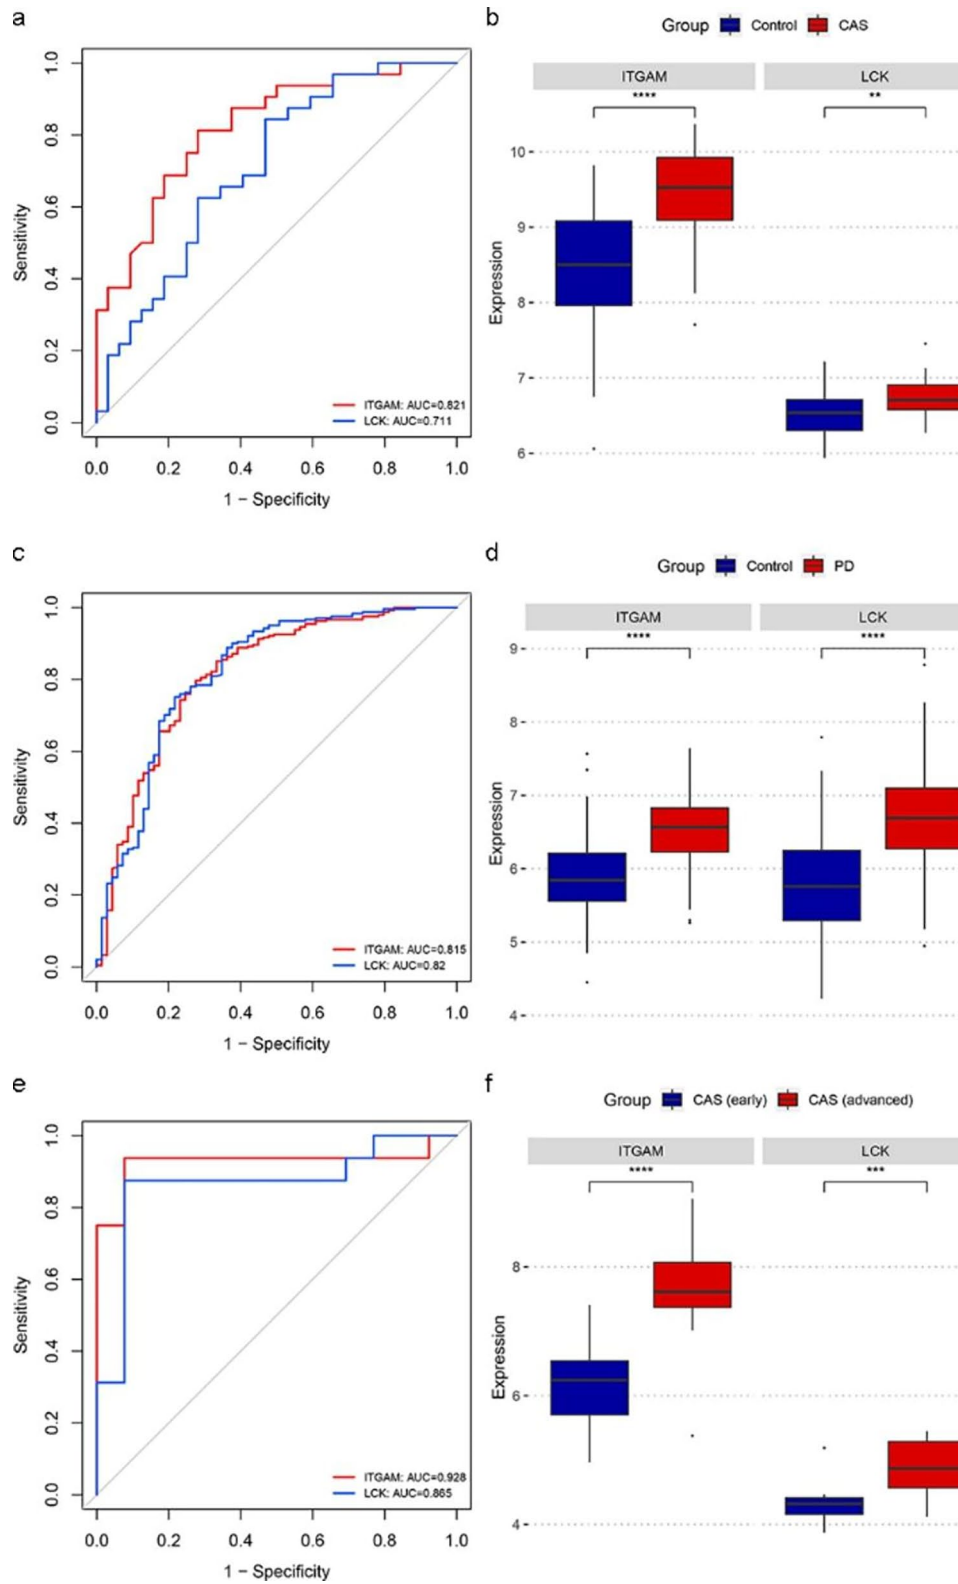 a
1.0
0.8
0.6
0.4
0.2
0.0
Sensitivity
ITGAM: AUC=0.821
LCK: AUC=0.711
0.0 0.2 0.4 0.6 0.8 1.0
1 − Specificity
b
Group Control CAS
ITGAM LCK
**** **
10
9
8
7
6
Expression
c
1.0
0.8
0.6
0.4
0.2
0.0
Sensitivity
ITGAM: AUC=0.815
LCK: AUC=0.82
0.0 0.2 0.4 0.6 0.8 1.0
1 − Specificity
d
Group Control PD
ITGAM LCK
**** ****
9
8
7
6
5
4
Expression
e
1.0
0.8
0.6
0.4
0.2
0.0
Sensitivity
ITGAM: AUC=0.928
LCK: AUC=0.865
0.0 0.2 0.4 0.6 0.8 1.0
1 − Specificity
f
Group CAS (early) CAS (advanced)
ITGAM LCK
**** ***
8
6
4
Expression